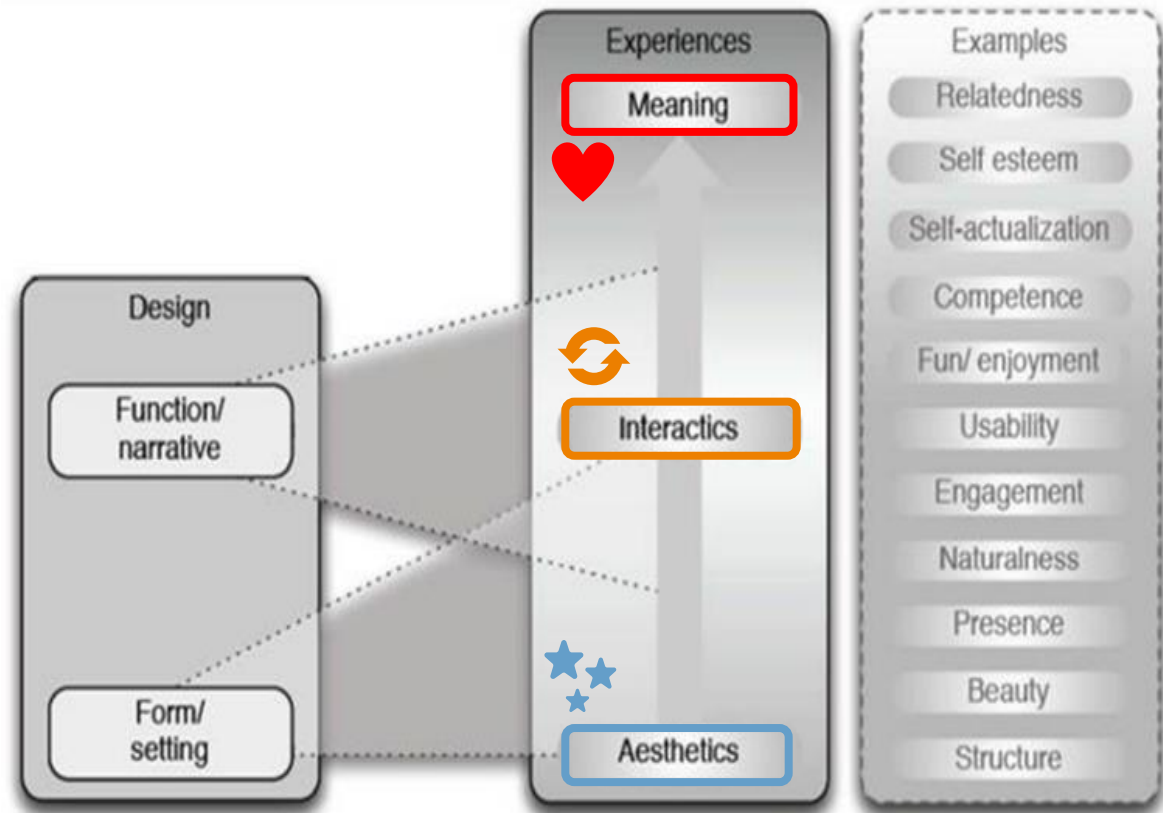 Design
Function/
narrative
Form/
setting
Experiences
Meaning
Interactics
Aesthetics
Examples
Relatedness
Self esteem
Self-actualization
Competence
Fun/ enjoyment
Usability
Engagement
Naturalness
Presence
Beauty
Structure